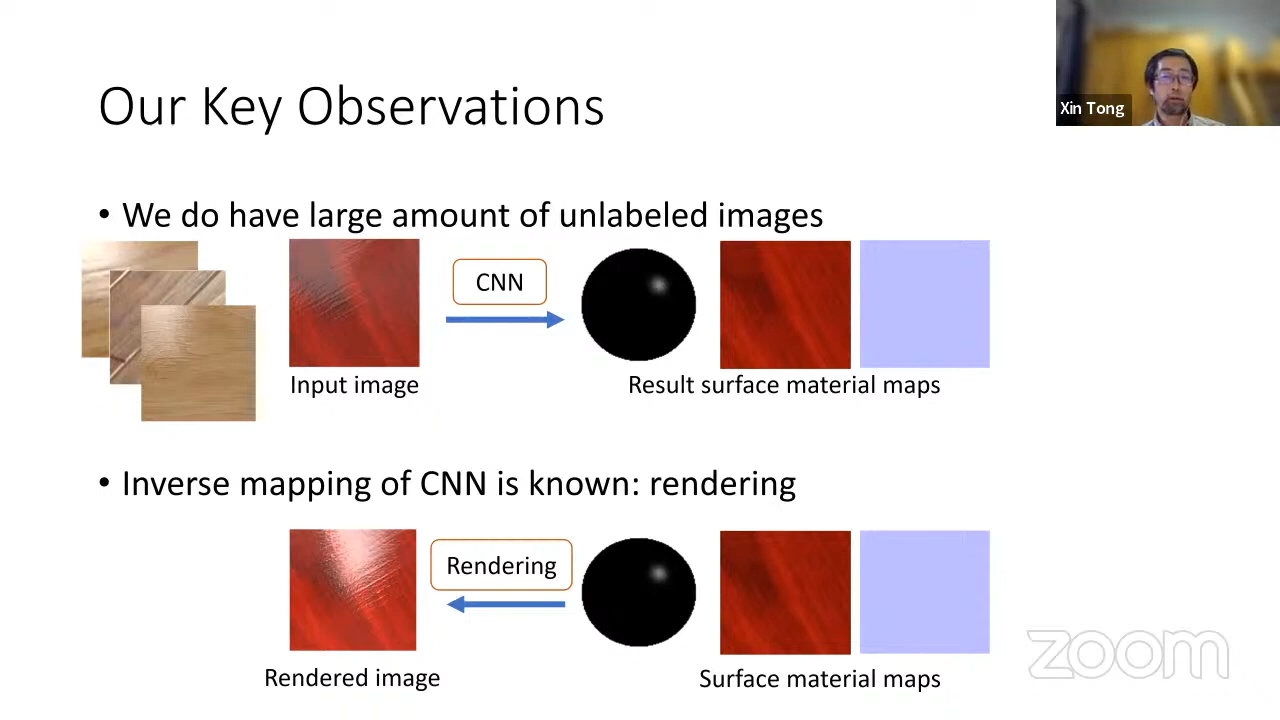 Our Key Observations
Xin Tong
• We do have large amount of unlabeled images
CNN
Input image
Result surface material maps
• Inverse mapping of CNN is known: rendering
Rendering
Rendered image
Surface material maps
zoom